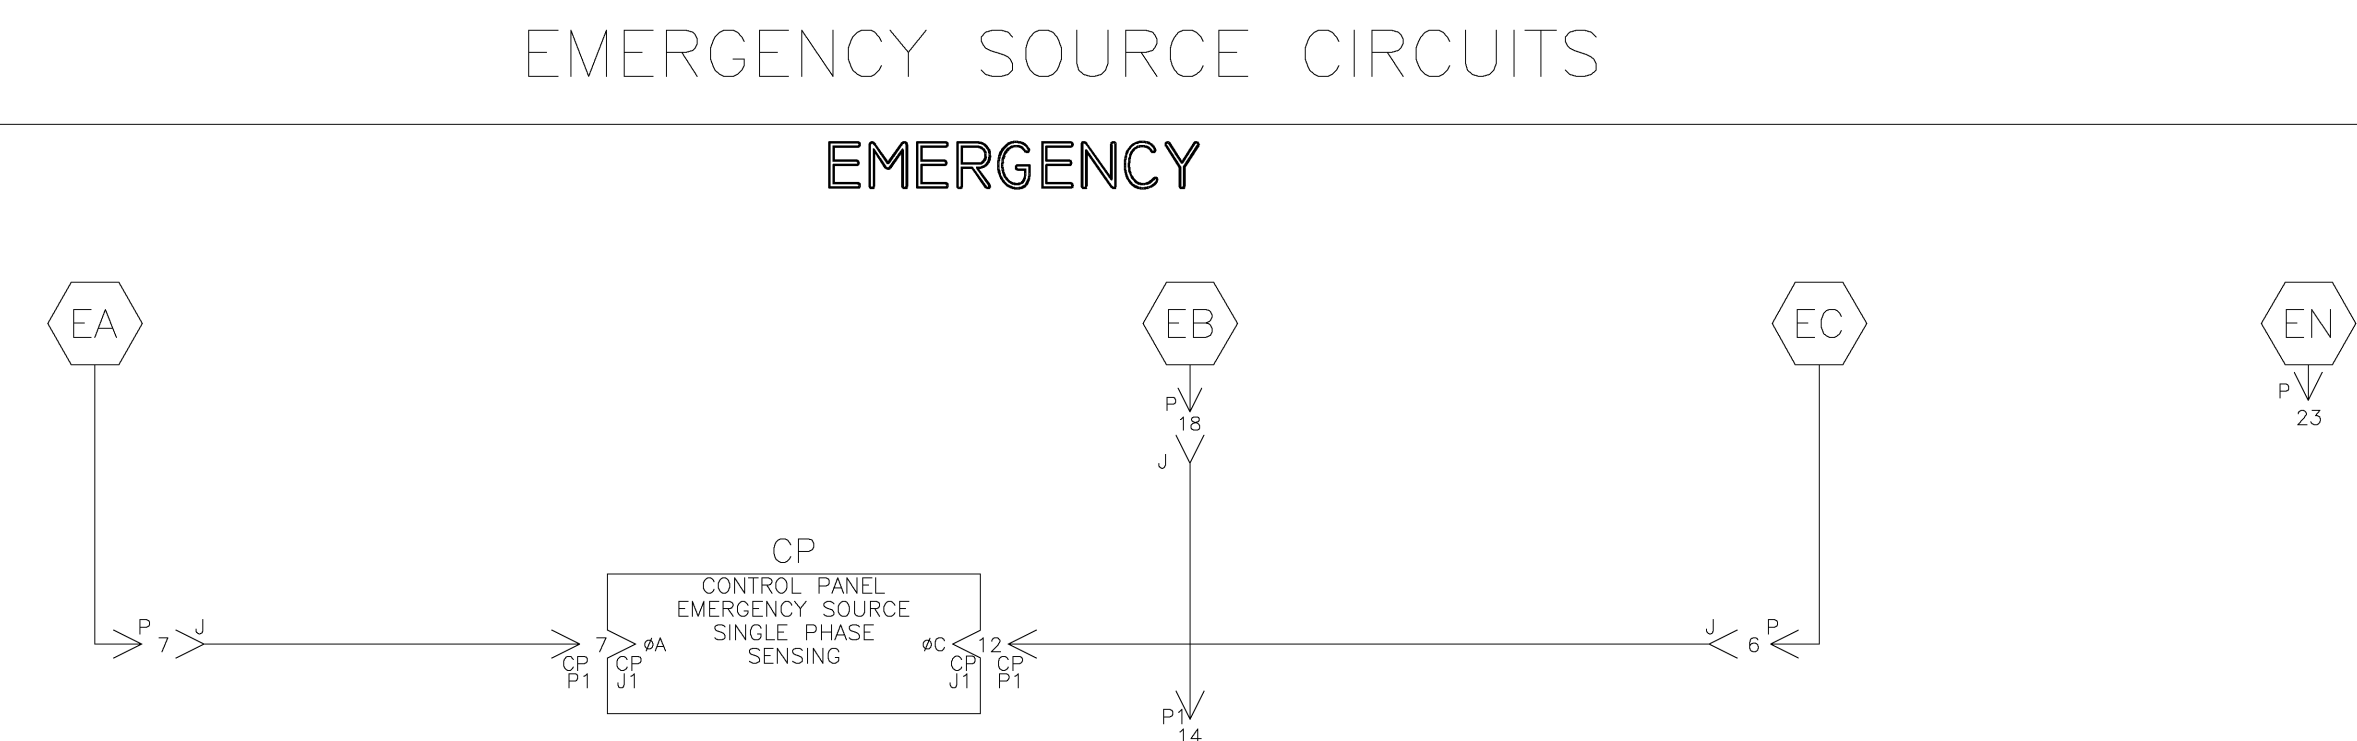 EMERGENCY SOURCE CIRCUITS
EMERGENCY
EA
EB
EC
EN
P
18
J
P
23
CP
CONTROL PANEL
EMERGENCY SOURCE
SINGLE PHASE
SENSING
P
7
J
7
CP
P1
CP
J1
øA
øC
CP
J1
12
CP
P1
J
6
P
P1
14